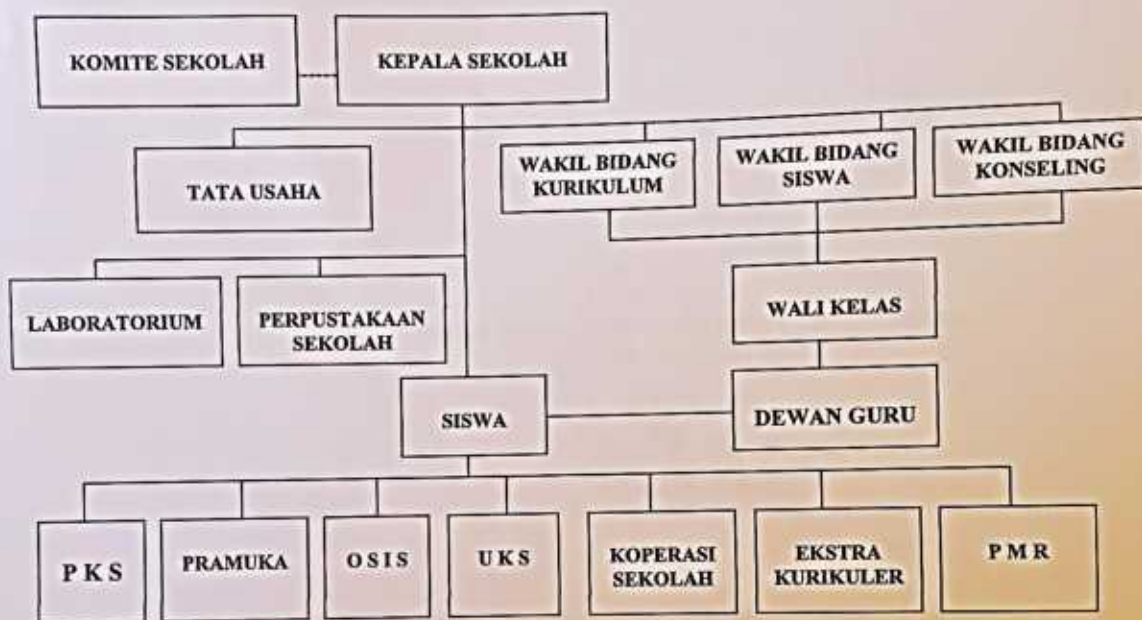 KOMITE SEKOLAH
KEPALA SEKOLAH
TATA USAHA
WAKIL BIDANG
KURIKULUM
WAKIL BIDANG
SISWA
WAKIL BIDANG
KONSELING
LABORATORIUM
PERPUSTAKAAN
SEKOLAH
WALI KELAS
SISWA
DEWAN GURU
P K S
PRAMUKA
O S I S
U K S
KOPERASI
SEKOLAH
EKSTRA
KURIKULER
P M R